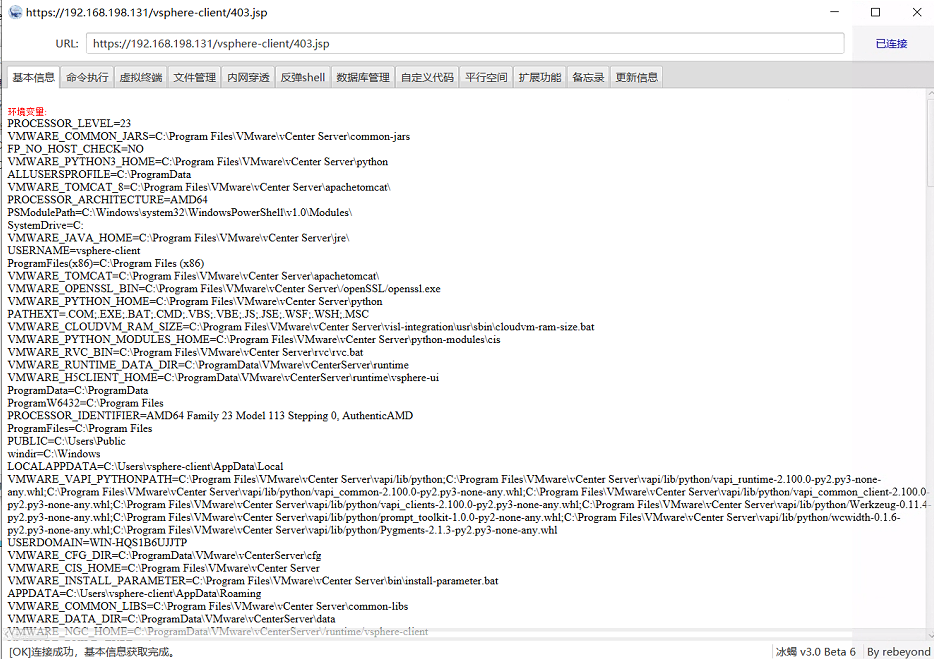 https://192.168.198.131/vsphere-client/403.jsp
URL: https://192.168.198.131/vsphere-client/403.jsp 已连接
基本信息 命令执行 虚拟终端 文件管理 内网穿透 反弹shell 数据库管理 自定义代码 平行空间 扩展功能 备忘录 更新信息
环境变量:
PROCESSOR_LEVEL=23
VMWARE_COMMON_JARS=C:\Program Files\VMware\vCenter Server\common-jars
FP_NO_HOST_CHECK=NO
VMWARE_PYTHON3_HOME=C:\Program Files\VMware\vCenter Server\python
ALLUSERSPROFILE=C:\ProgramData
VMWARE_TOMCAT_8=C:\Program Files\VMware\vCenter Server\apachetomcat\
PROCESSOR_ARCHITECTURE=AMD64
PSModulePath=C:\Windows\system32\WindowsPowerShell\v1.0\Modules\
SystemDrive=C:
VMWARE_JAVA_HOME=C:\Program Files\VMware\vCenter Server\jre\
USERNAME=vsphere-client
ProgramFiles(x86)=C:\Program Files (x86)
VMWARE_TOMCAT=C:\Program Files\VMware\vCenter Server\apachetomcat\
VMWARE_OPENSSL_BIN=C:\Program Files\VMware\vCenter Server\/openSSL/openssl.exe
VMWARE_PYTHON_HOME=C:\Program Files\VMware\vCenter Server\python
PATHEXT=.COM;.EXE;.BAT;.CMD;.VBS;.VBE;.JS;.JSE;.WSF;.WSH;.MSC
VMWARE_CLOUDVM_RAM_SIZE=C:\Program Files\VMware\vCenter Server\visl-integration\usr\sbin\cloudvm-ram-size.bat
VMWARE_PYTHON_MODULES_HOME=C:\Program Files\VMware\vCenter Server\python-modules\cis
VMWARE_RVC_BIN=C:\Program Files\VMware\vCenter Server\rvc\rvc.bat
VMWARE_RUNTIME_DATA_DIR=C:\ProgramData\VMware\vCenterServer\runtime
VMWARE_H5CLIENT_HOME=C:\ProgramData\VMware\vCenterServer\runtime\vsphere-ui
ProgramData=C:\ProgramData
ProgramW6432=C:\Program Files
PROCESSOR_IDENTIFIER=AMD64 Family 23 Model 113 Stepping 0, AuthenticAMD
ProgramFiles=C:\Program Files
PUBLIC=C:\Users\Public
windir=C:\Windows
LOCALAPPDATA=C:\Users\vsphere-client\AppData\Local
VMWARE_VAPI_PYTHONPATH=C:\Program Files\VMware\vCenter Server\vapi/lib/python;C:\Program Files\VMware\vCenter Server\vapi/lib/python/vapi_runtime-2.100.0-py2.py3-none-
any.whl;C:\Program Files\VMware\vCenter Server\vapi/lib/python/vapi_common-2.100.0-py2.py3-none-any.whl;C:\Program Files\VMware\vCenter Server\vapi/lib/python/vapi_common_client-2.100.0-
py2.py3-none-any.whl;C:\Program Files\VMware\vCenter Server\vapi/lib/python/vapi_clients-2.100.0-py2.py3-none-any.whl;C:\Program Files\VMware\vCenter Server\vapi/lib/python/Werkzeug-0.11.4-
py2.py3-none-any.whl;C:\Program Files\VMware\vCenter Server\vapi/lib/python/prompt_toolkit-1.0.0-py2-none-any.whl;C:\Program Files\VMware\vCenter Server\vapi/lib/python/wcwidth-0.1.6-
py2.py3-none-any.whl;C:\Program Files\VMware\vCenter Server\vapi/lib/python/Pygments-2.1.3-py2.py3-none-any.whl
USERDOMAIN=WIN-HQS1B6UJJTP
VMWARE_CFG_DIR=C:\ProgramData\VMware\vCenterServer\cfg
VMWARE_CIS_HOME=C:\Program Files\VMware\vCenter Server
VMWARE_INSTALL_PARAMETER=C:\Program Files\VMware\vCenter Server\bin\install-parameter.bat
APPDATA=C:\Users\vsphere-client\AppData\Roaming
VMWARE_COMMON_LIBS=C:\Program Files\VMware\vCenter Server\common-libs
VMWARE_DATA_DIR=C:\ProgramData\VMware\vCenterServer\data
VMWARE_NGC_HOME=C:\ProgramData\VMware\vCenterServer\/runtime/vsphere-client
[OK]连接成功，基本信息获取完成。 冰蝎 v3.0 Beta 6 By rebeyond